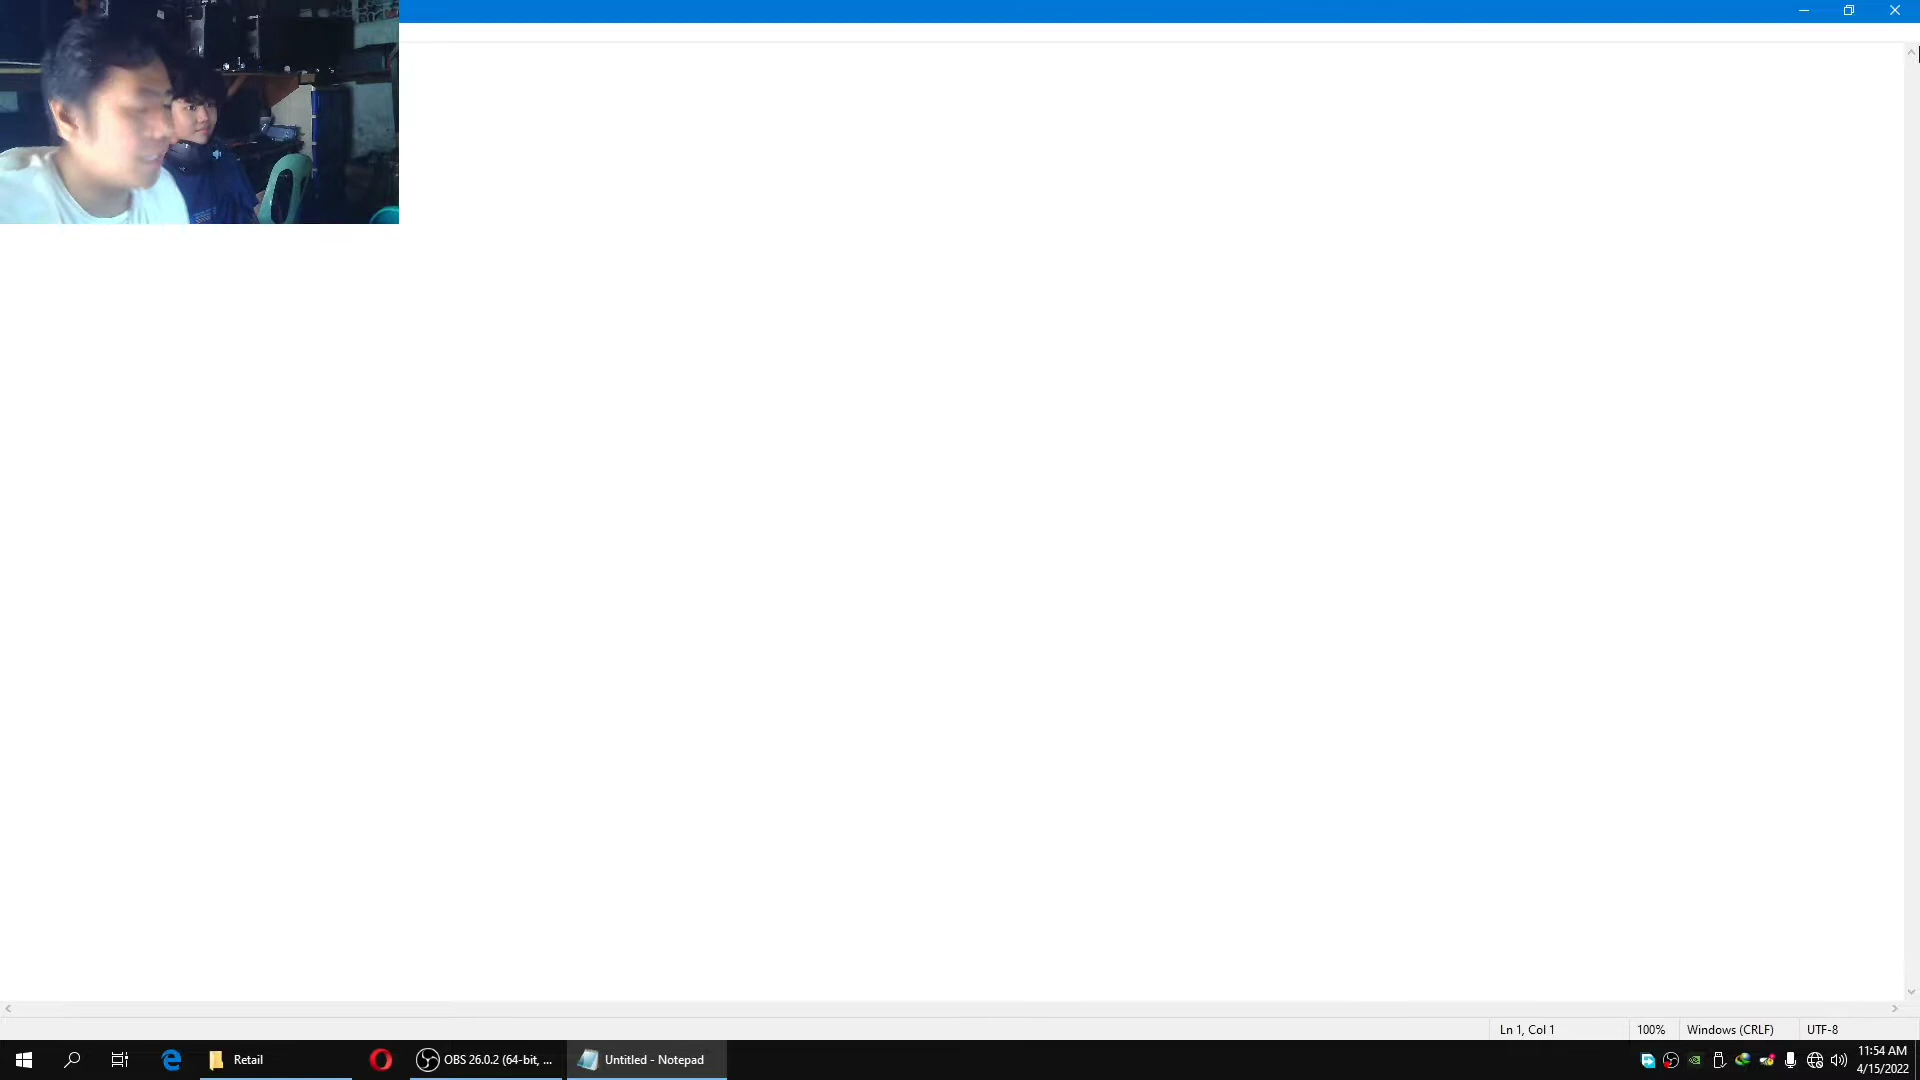 Ln 1, Col 1
100%
Windows (CRLF)
UTF-8
Retail
OBS 26.0.2 (64-bit, ...
Untitled - Notepad
11:54 AM
4/15/2022